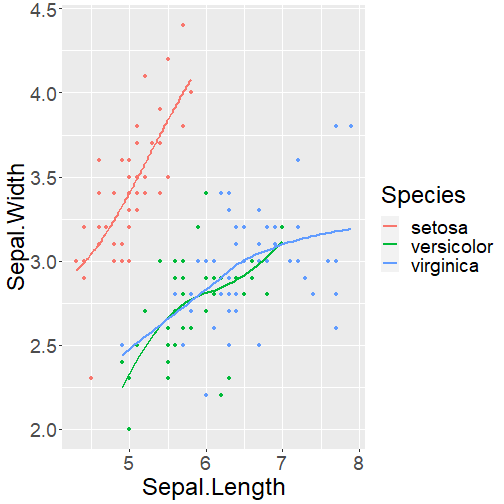 4.5
4.0
3.5
3.0
2.5
2.0
Sepal.Width
5 6 7 8
Sepal.Length
Species
setosa
versicolor
virginica